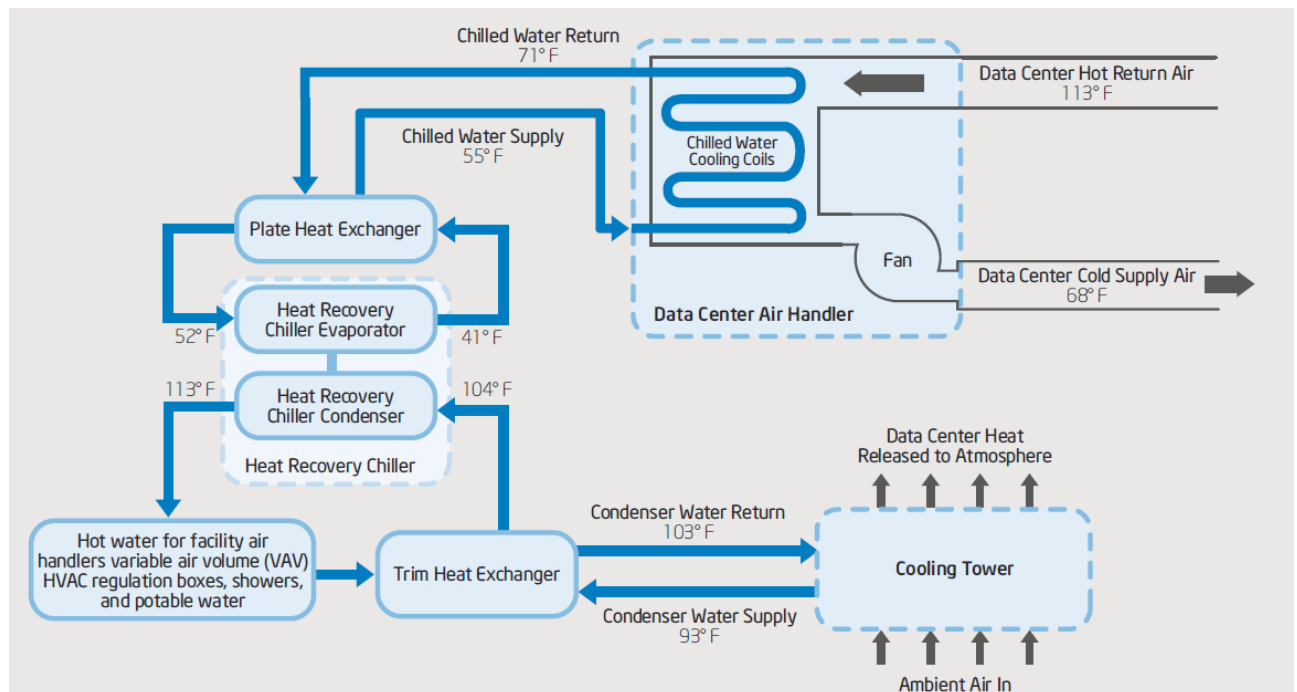 Chilled Water Return
71° F
Data Center Hot Return Air
113° F
Chilled Water Supply
55° F
Chilled Water
Cooling Coils
Plate Heat Exchanger
Fan
Data Center Cold Supply Air
68° F
Data Center Air Handler
Heat Recovery
Chiller Evaporator
52° F
41° F
113° F
Heat Recovery
Chiller Condenser
104° F
Heat Recovery Chiller
Data Center Heat
Released to Atmosphere
Hot water for facility air
handlers variable air volume (VAV)
HVAC regulation boxes, showers,
and potable water
Trim Heat Exchanger
Condenser Water Return
103° F
Cooling Tower
Condenser Water Supply
93° F
Ambient Air In